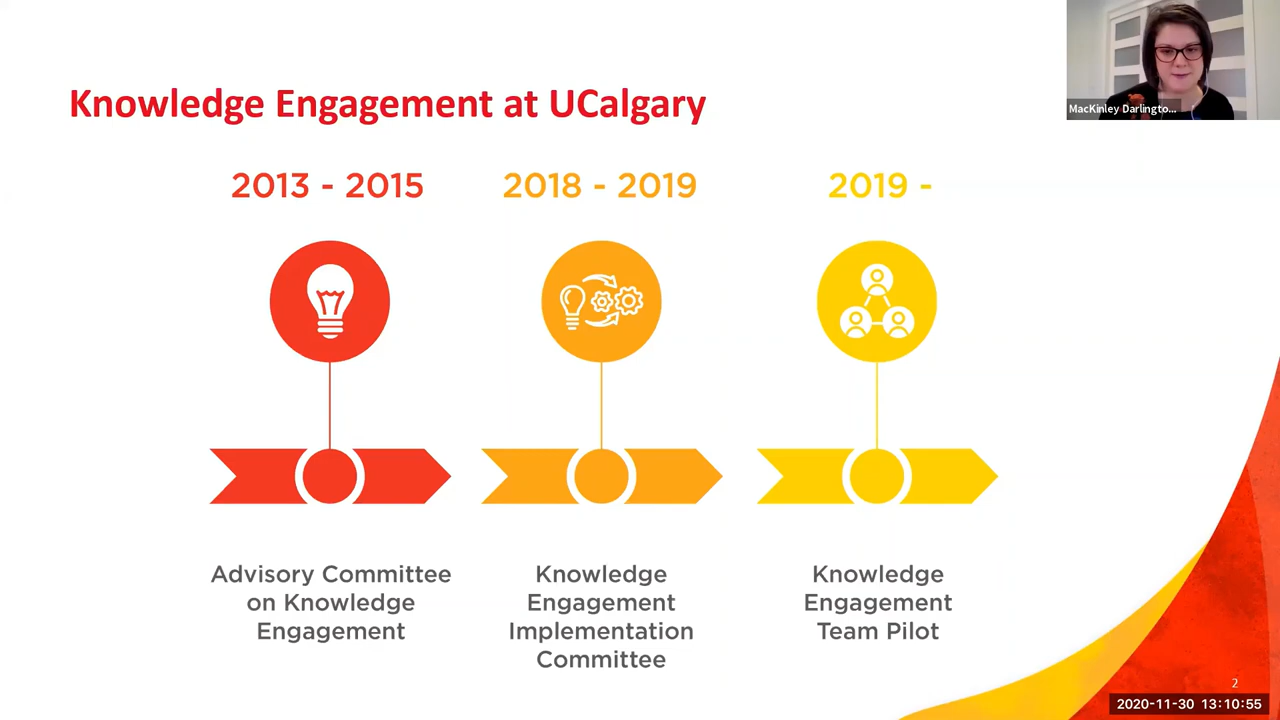 MacKinley Darlingto...
Knowledge Engagement at UCalgary
2013 - 2015
2018 - 2019
2019 -
Advisory Committee
on Knowledge
Engagement
Knowledge
Engagement
Implementation
Committee
Knowledge
Engagement
Team Pilot
2
2020-11-30 13:10:55